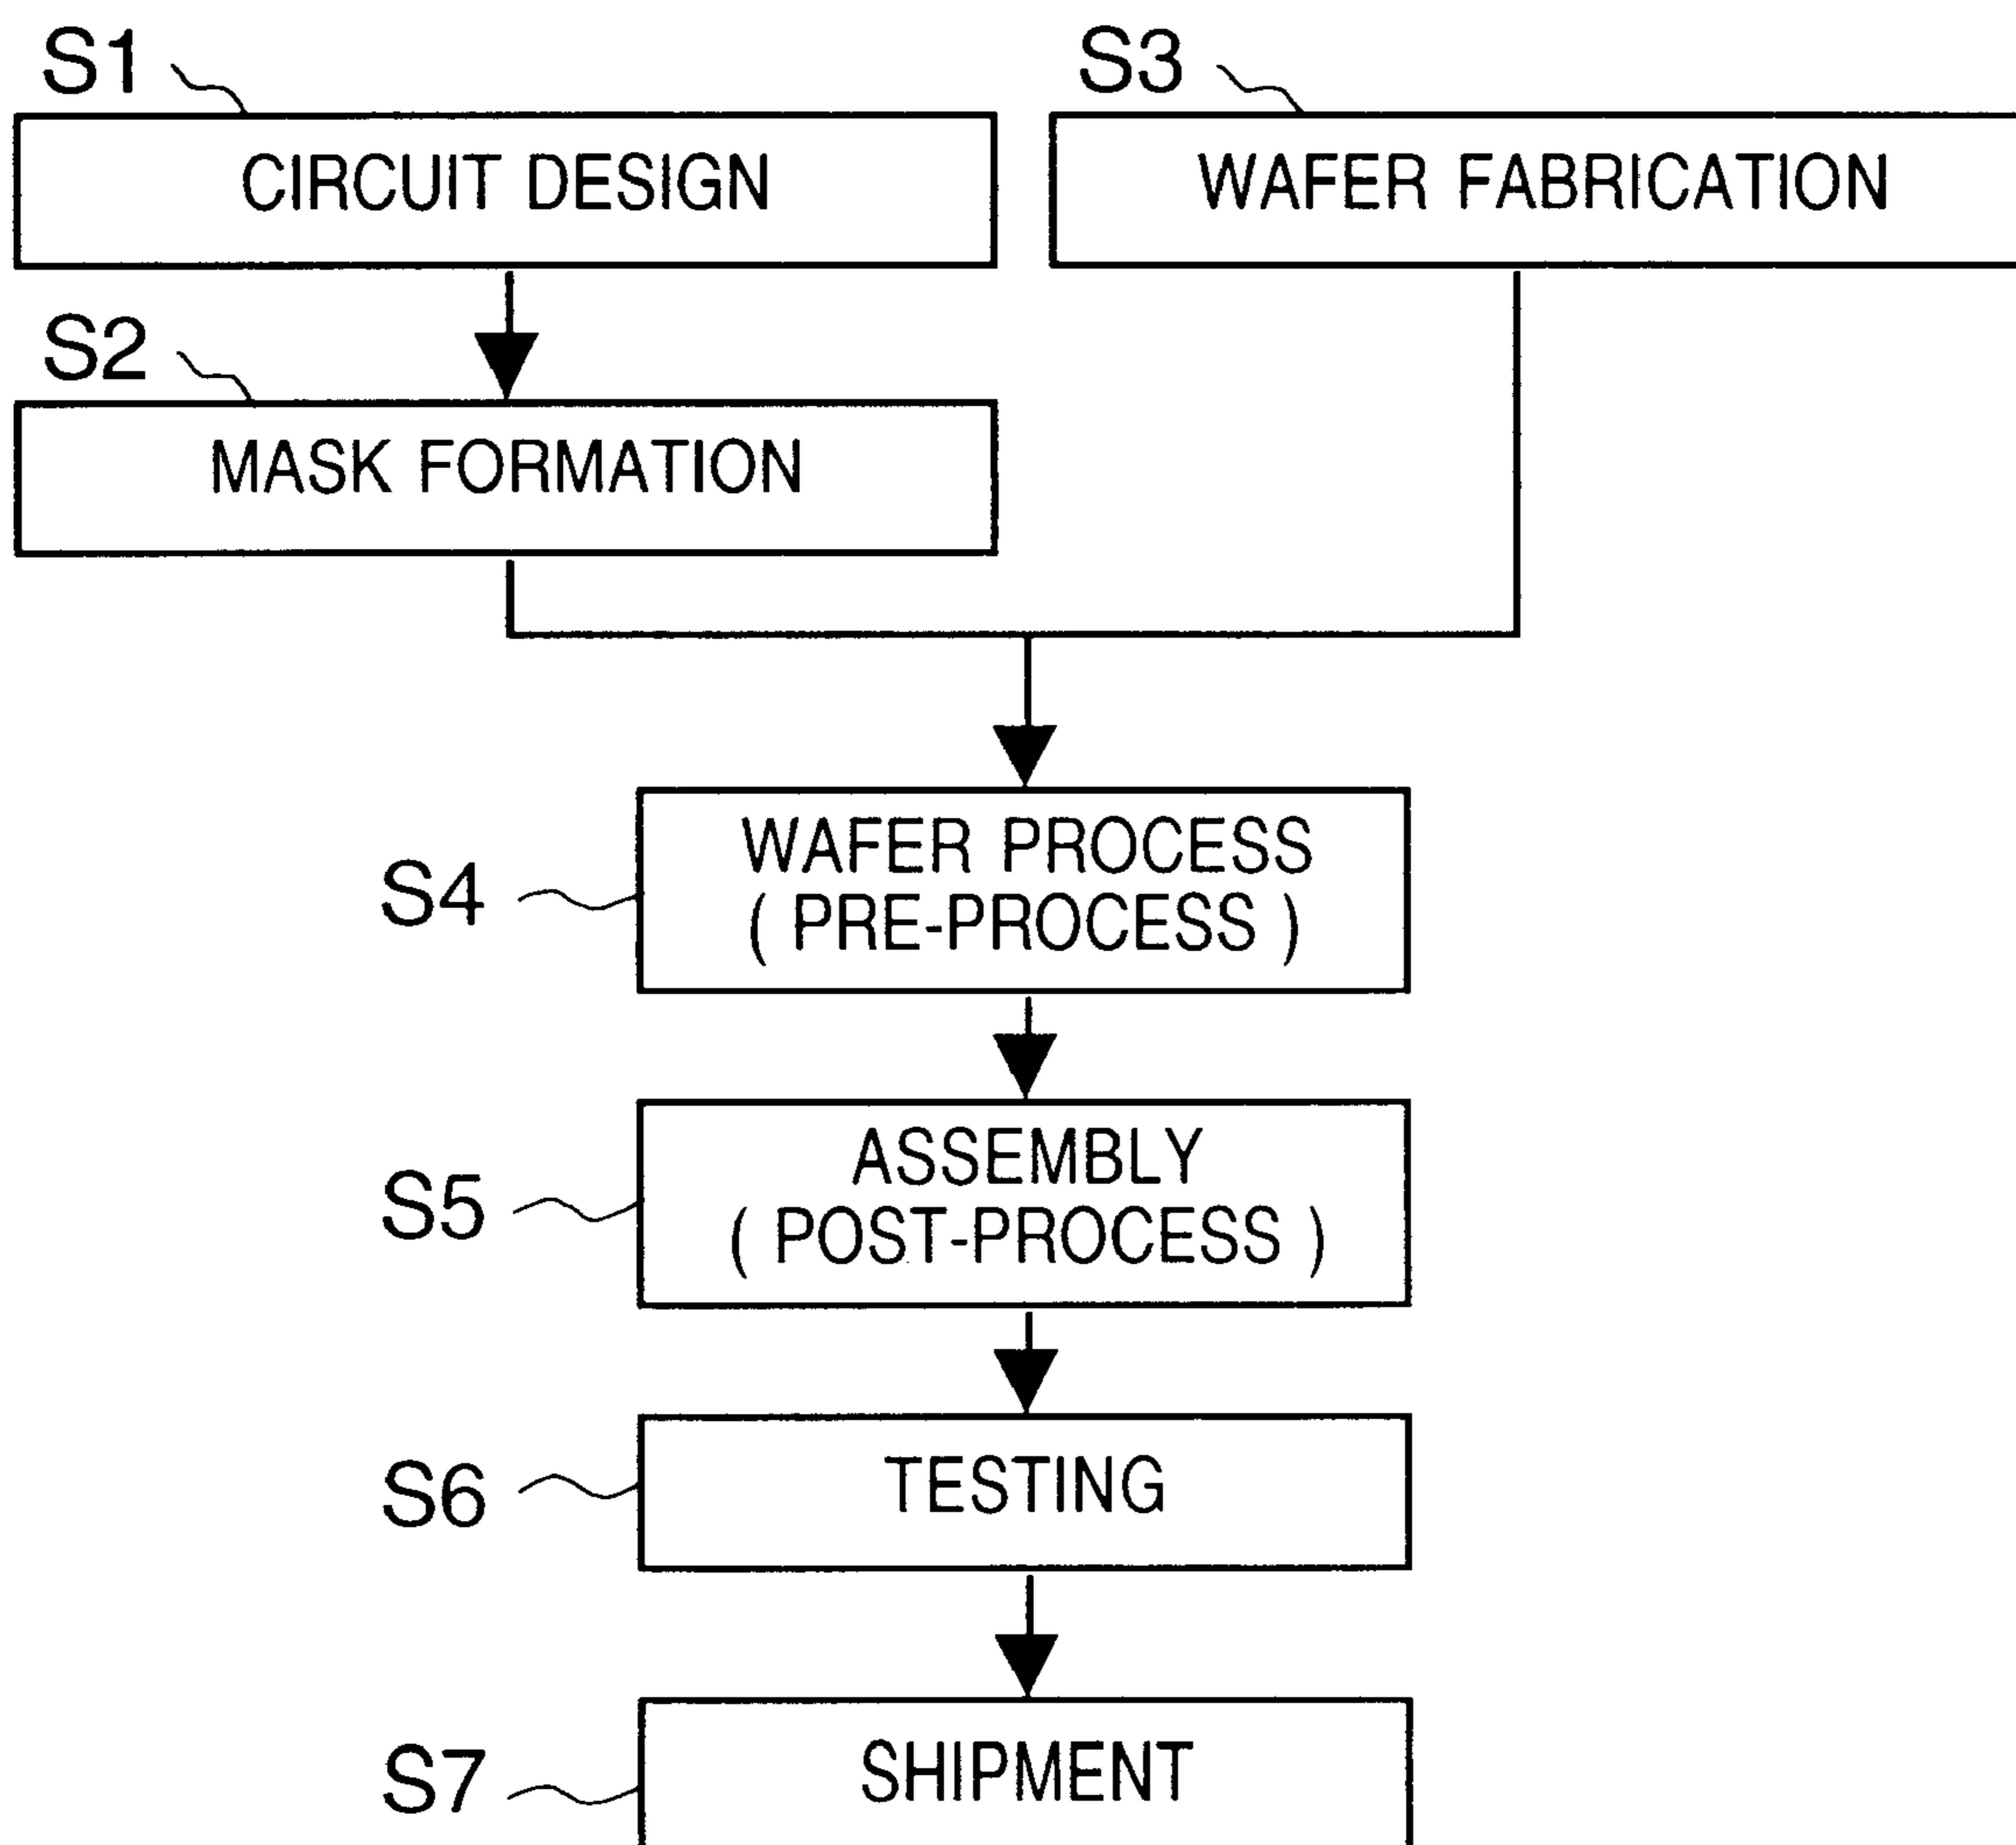 S1
CIRCUIT DESIGN
S3
WAFER FABRICATION
S2
MASK FORMATION
S4
WAFER PROCESS
( PRE-PROCESS )
S5
ASSEMBLY
( POST-PROCESS )
S6
TESTING
S7
SHIPMENT